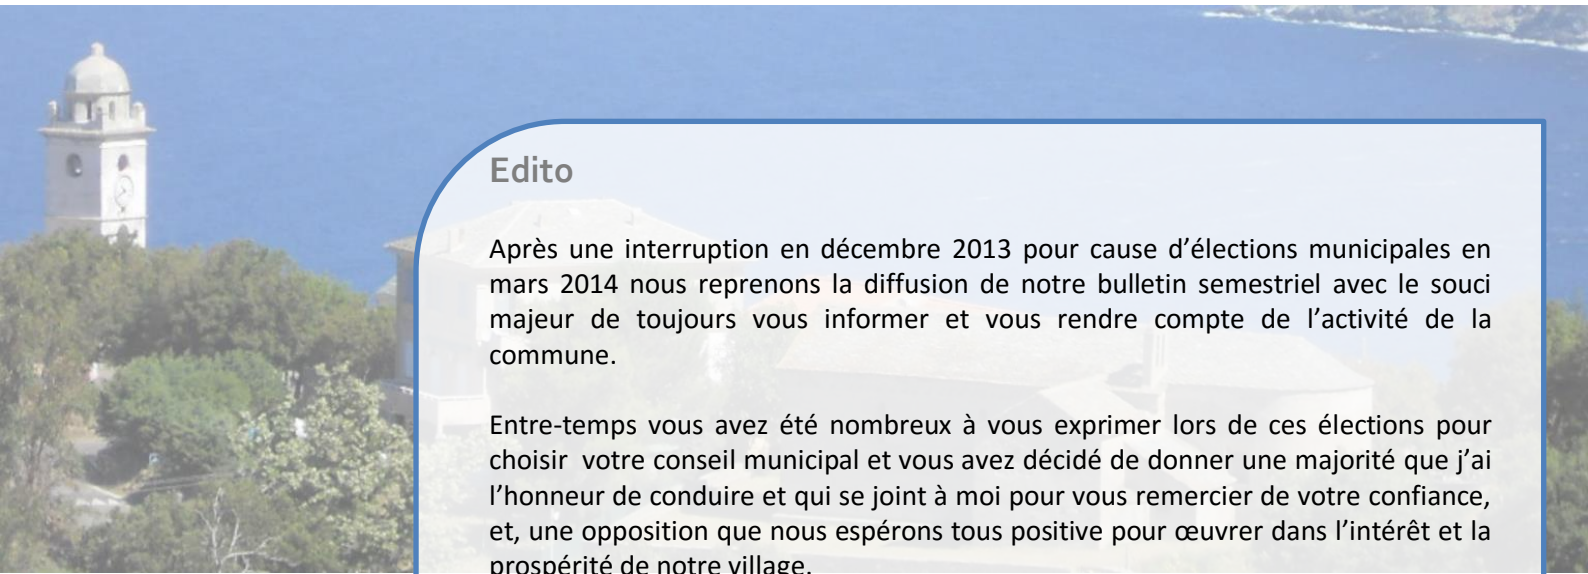 Edito
Après une interruption en décembre 2013 pour cause d’élections municipales en
mars 2014 nous reprenons la diffusion de notre bulletin semestriel avec le souci
majeur de toujours vous informer et vous rendre compte de l’activité de la
commune.
Entre-temps vous avez été nombreux à vous exprimer lors de ces élections pour
choisir votre conseil municipal et vous avez décidé de donner une majorité que j’ai
l’honneur de conduire et qui se joint à moi pour vous remercier de votre confiance,
et, une opposition que nous espérons tous positive pour œuvrer dans l’intérêt et la
prospérité de notre village.